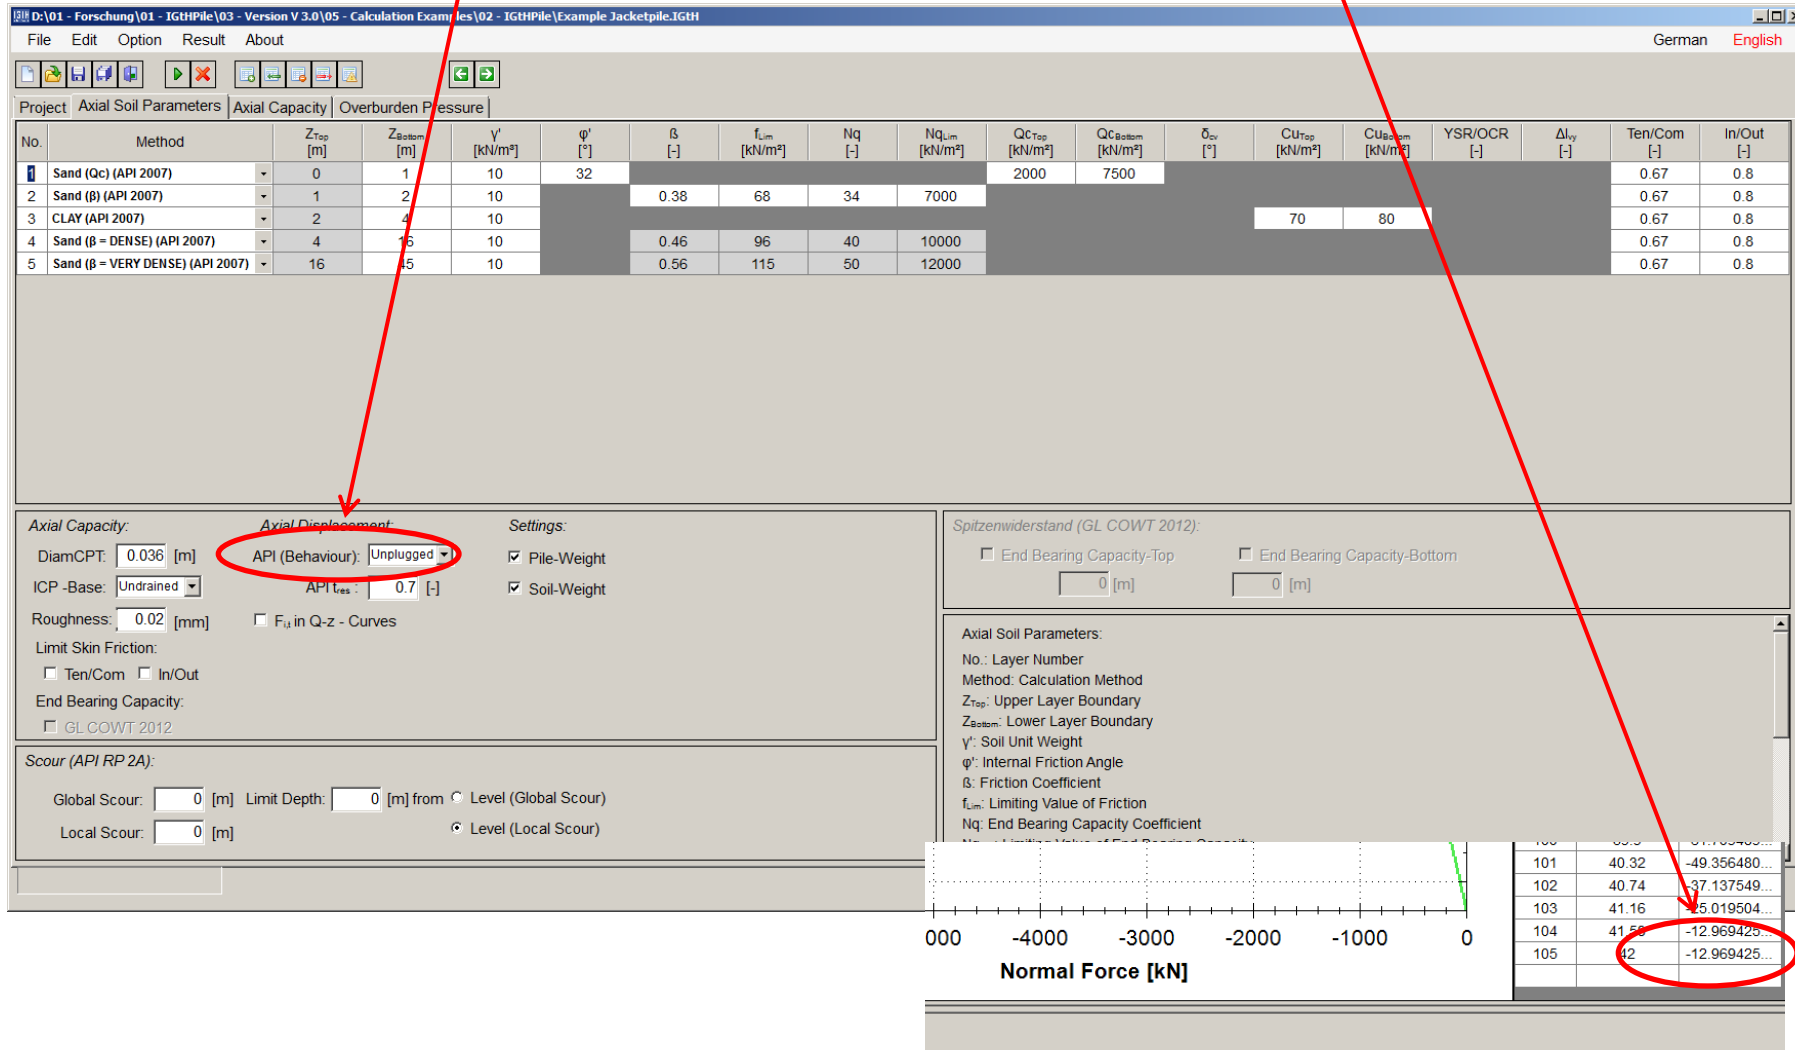 D:\01 - Forschung\01 - IGtHPile\03 - Version V 3.0\05 - Calculation Examples\02 - IGtHPile\Example Jacketpile.IGtH
File Edit Option Result About German English
Project Axial Soil Parameters Axial Capacity Overburden Pressure
No. Method ZTop [m] ZBottom [m] γ' [kN/m³] φ' [°] ß [-] fLim [kN/m²] Nq [-] NqLim [kN/m²] QcTop [kN/m²] QcBottom [kN/m²] δcv [°] CuTop [kN/m²] CuBottom [kN/m²] YSR/OCR [-] ΔIvy [-] Ten/Com [-] In/Out [-]
1 Sand (Qc) (API 2007) 0 1 10 32 2000 7500 0.67 0.8
2 Sand (β) (API 2007) 1 2 10 0.38 68 34 7000 0.67 0.8
3 CLAY (API 2007) 2 4 10 70 80 0.67 0.8
4 Sand (β = DENSE) (API 2007) 4 16 10 0.46 96 40 10000 0.67 0.8
5 Sand (β = VERY DENSE) (API 2007) 16 45 10 0.56 115 50 12000 0.67 0.8
Axial Capacity: Axial Displacement: Settings:
DiamCPT: 0.036 [m] API (Behaviour): Unplugged Pile-Weight
ICP -Base: Undrained API tres : 0.7 [-] Soil-Weight
Roughness: 0.02 [mm] Fi,t in Q-z - Curves
Limit Skin Friction:
Ten/Com In/Out
End Bearing Capacity:
GL COWT 2012
Spitzenwiderstand (GL COWT 2012):
End Bearing Capacity-Top End Bearing Capacity-Bottom
0 [m] 0 [m]
Scour (API RP 2A):
Global Scour: 0 [m] Limit Depth: 0 [m] from Level (Global Scour)
Local Scour: 0 [m] Level (Local Scour)
Axial Soil Parameters:
No.: Layer Number
Method: Calculation Method
ZTop: Upper Layer Boundary
ZBottom: Lower Layer Boundary
γ': Soil Unit Weight
φ': Internal Friction Angle
ß: Friction Coefficient
fLim: Limiting Value of Friction
Nq: End Bearing Capacity Coefficient
101 40.32 -49.356480...
102 40.74 -37.137549...
103 41.16 -25.019504...
104 41.58 -12.969425...
105 42 -12.969425...
000 -4000 -3000 -2000 -1000 0
Normal Force [kN]